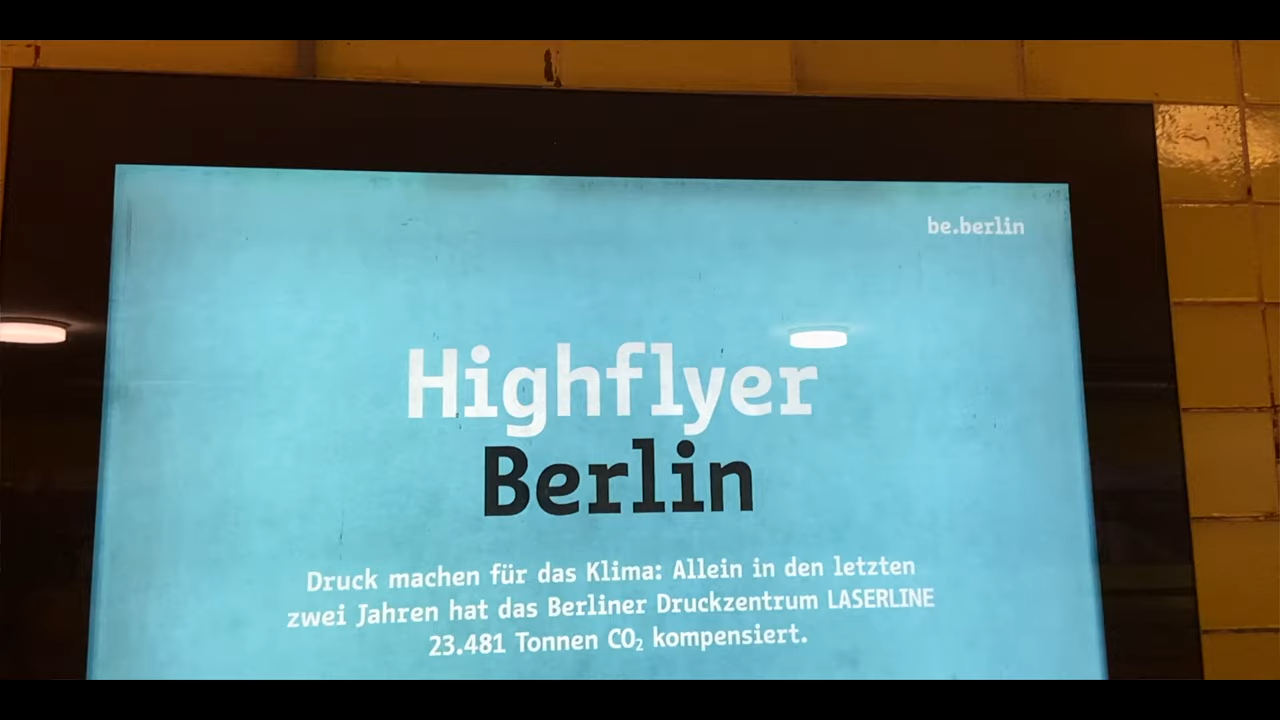 be.berlin
Highflyer
Berlin
Druck machen für das Klima: Allein in den letzten
zwei Jahren hat das Berliner Druckzentrum LASERLINE
23.481 Tonnen CO₂ kompensiert.